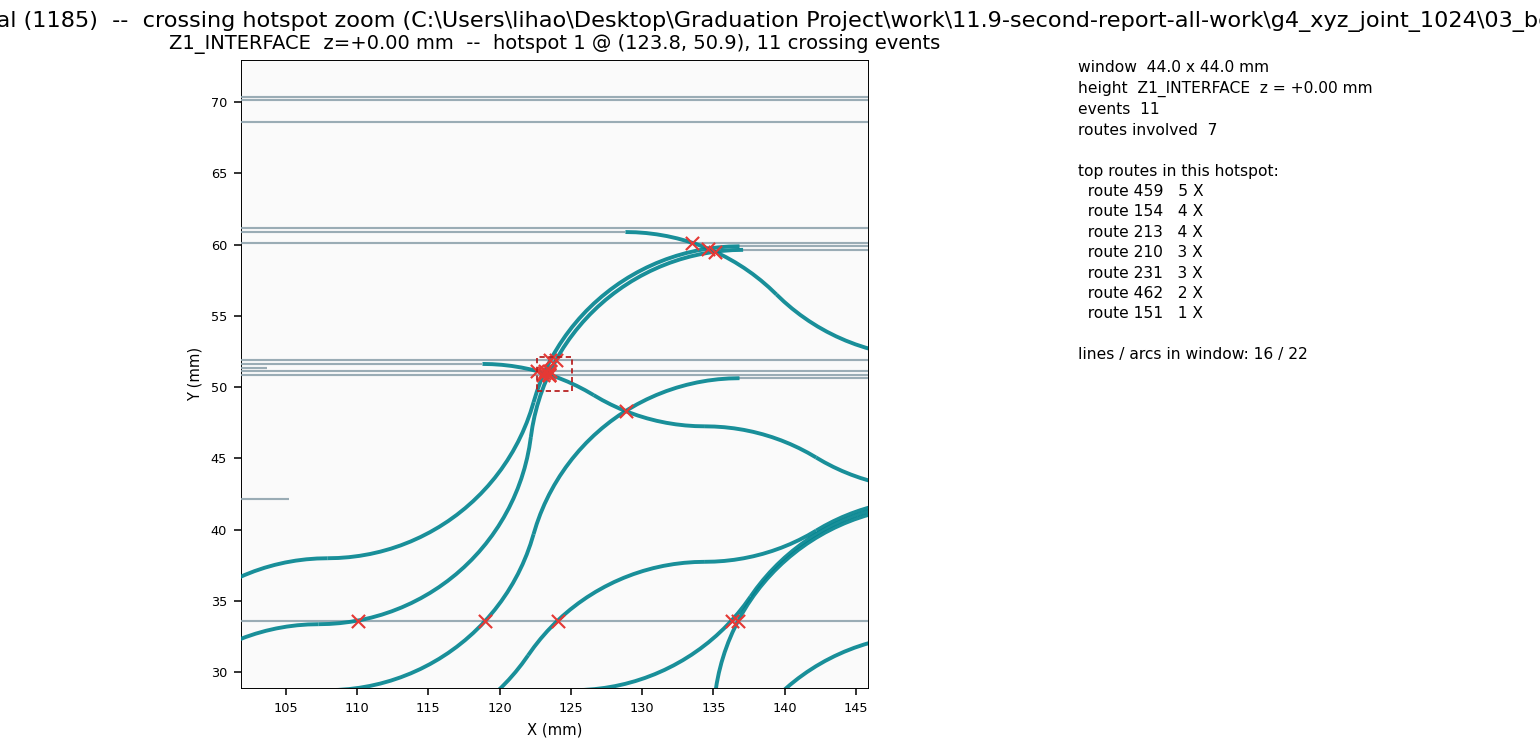 al (1185)  --  crossing hotspot zoom (C:\Users\lihao\Desktop\Graduation Project\work\11.9-second-report-all-work\g4_xyz_joint_1024\03_b
Z1_INTERFACE  z=+0.00 mm  --  hotspot 1 @ (123.8, 50.9), 11 crossing events
window  44.0 x 44.0 mm
height  Z1_INTERFACE  z = +0.00 mm
events  11
routes involved  7
top routes in this hotspot:
route 459   5 X
route 154   4 X
route 213   4 X
route 210   3 X
route 231   3 X
route 462   2 X
route 151   1 X
lines / arcs in window: 16 / 22
Y (mm)
70
65
60
55
50
45
40
35
30
105
110
115
120
125
130
135
140
145
X (mm)